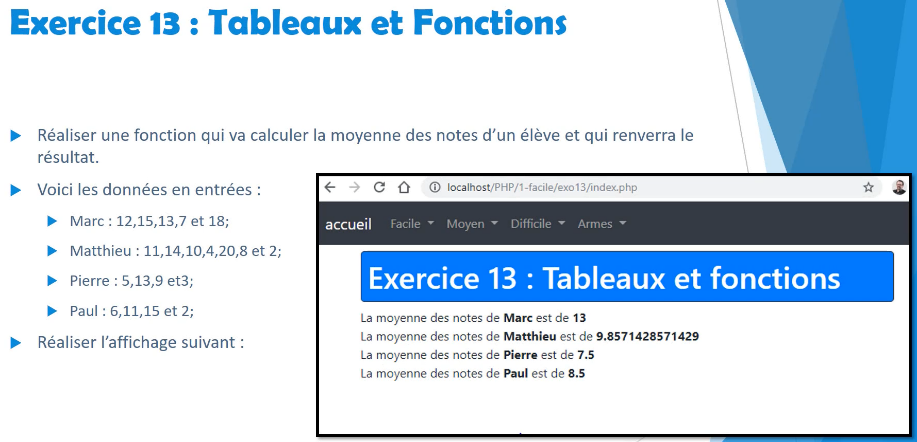 Exercice 13 : Tableaux et Fonctions
Réaliser une fonction qui va calculer la moyenne des notes d'un élève et qui renverra le
résultat.
Voici les données en entrées :
Marc : 12,15,13,7 et 18;
Matthieu : 11,14,10,4,20,8 et 2;
Pierre : 5,13,9 et3;
Paul : 6,11,15 et 2;
Réaliser l'affichage suivant :
localhost/PHP/1-facile/exo13/index.php
accueil Facile Moyen Difficile Armes
Exercice 13 : Tableaux et fonctions
La moyenne des notes de Marc est de 13
La moyenne des notes de Matthieu est de 9.8571428571429
La moyenne des notes de Pierre est de 7.5
La moyenne des notes de Paul est de 8.5